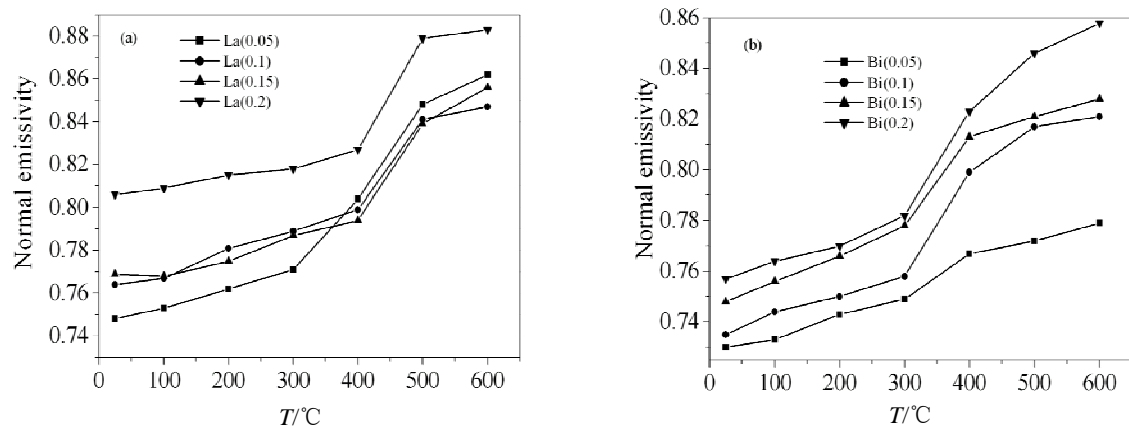 (a)
La(0.05)
La(0.1)
La(0.15)
La(0.2)
Normal emissivity
0.88
0.86
0.84
0.82
0.80
0.78
0.76
0.74
0 100 200 300 400 500 600
T/℃
(b)
Bi(0.05)
Bi(0.1)
Bi(0.15)
Bi(0.2)
Normal emissivity
0.86
0.84
0.82
0.80
0.78
0.76
0.74
0 100 200 300 400 500 600
T/℃